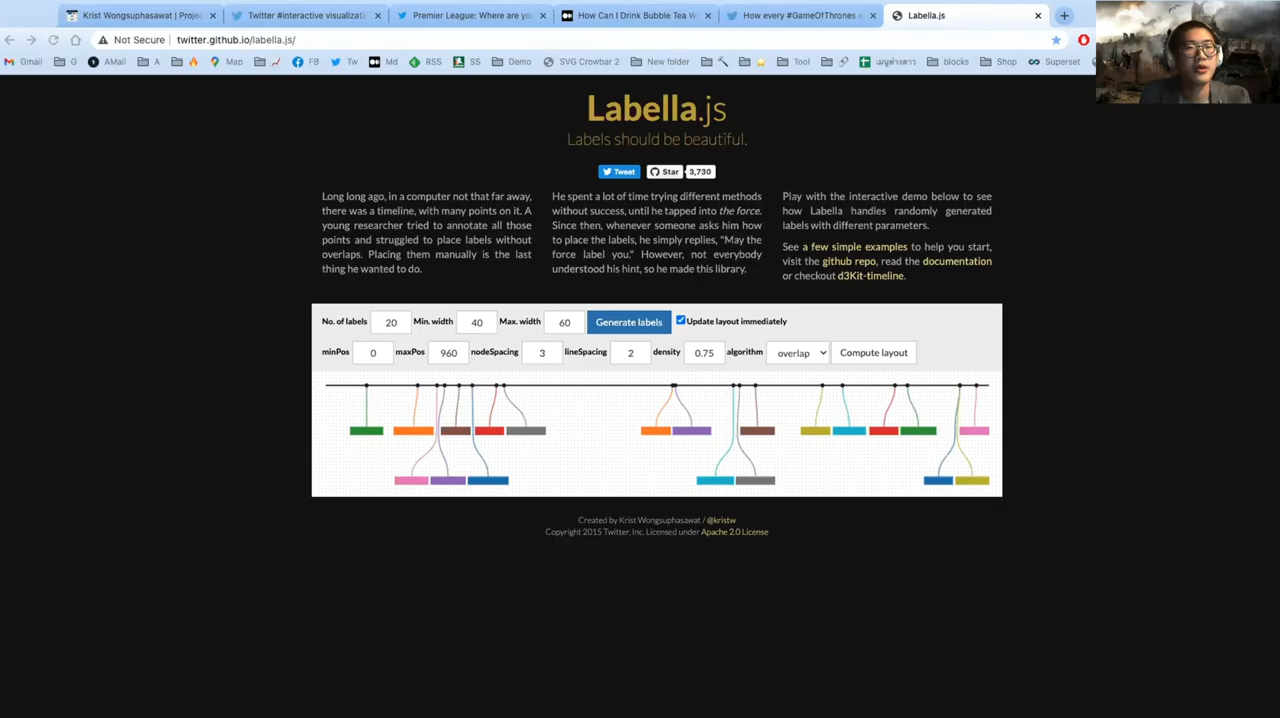 Krist Wongsuphasawat | Projec
Twitter #interactive visualizati
Premier League: Where are yo
How Can I Drink Bubble Tea W
How every #GameOfThrones e
Labella.js
Not Secure
twitter.github.io/labella.js/
Gmail
G
AMail
A
Map
FB
Tw
Md
RSS
SS
Demo
SVG Crowbar 2
New folder
Tool
เมนูต่างดาว
blocks
Shop
Superset
Labella.js
Labels should be beautiful.
Tweet
Star
3,730
Long long ago, in a computer not that far away,
there was a timeline, with many points on it. A
young researcher tried to annotate all those
points and struggled to place labels without
overlaps. Placing them manually is the last
thing he wanted to do.
He spent a lot of time trying different methods
without success, until he tapped into the force.
Since then, whenever someone asks him how
to place the labels, he simply replies, "May the
force label you." However, not everybody
understood his hint, so he made this library.
Play with the interactive demo below to see
how Labella handles randomly generated
labels with different parameters.
See a few simple examples to help you start,
visit the github repo, read the documentation
or checkout d3Kit-timeline.
No. of labels 20 Min. width 40 Max. width 60 Generate labels Update layout immediately
minPos 0 maxPos 960 nodeSpacing 3 lineSpacing 2 density 0.75 algorithm overlap Compute layout
Created by Krist Wongsuphasawat / @kristw
Copyright 2015 Twitter, Inc. Licensed under Apache 2.0 License